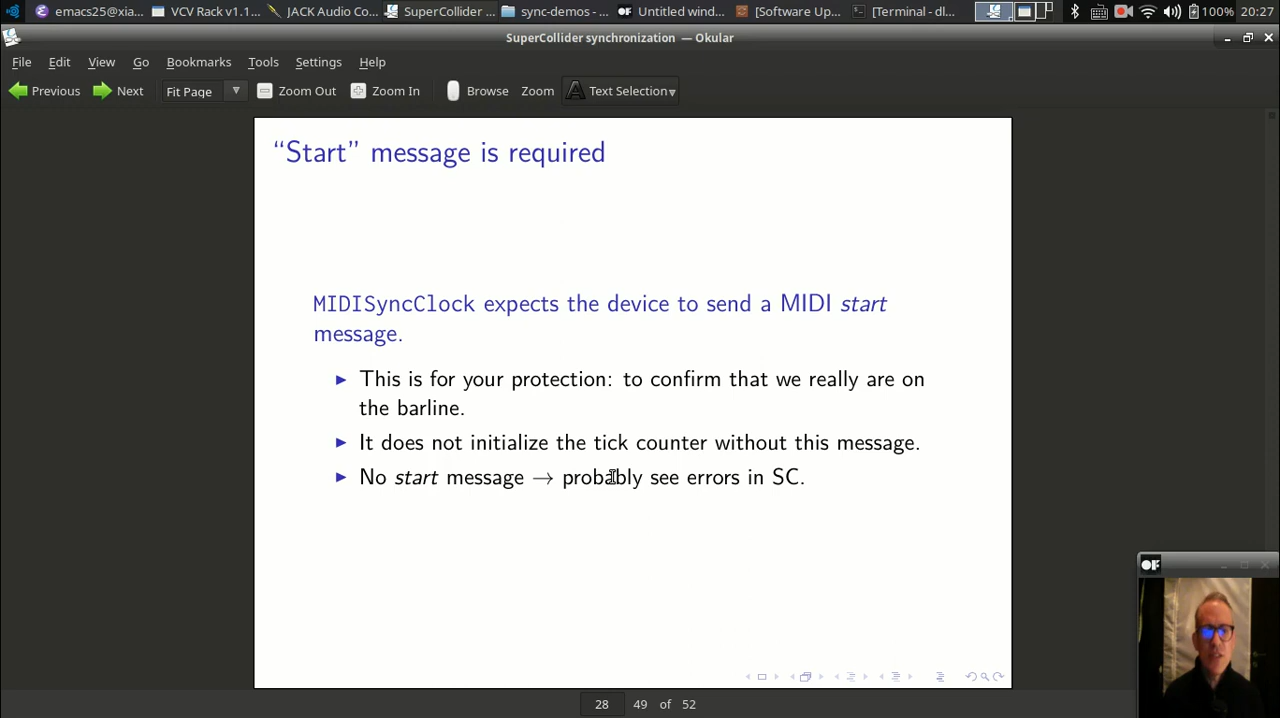 emacs25@xia... VCV Rack v1.1... JACK Audio Co... SuperCollider ... sync-demos - ... Untitled wind... [Software Up... [Terminal - dl... 100% 20:27
SuperCollider synchronization — Okular
File Edit View Go Bookmarks Tools Settings Help
Previous Next Fit Page Zoom Out Zoom In Browse Zoom Text Selection
“Start” message is required
MIDISyncClock expects the device to send a MIDI start
message.
▶ This is for your protection: to confirm that we really are on
the barline.
▶ It does not initialize the tick counter without this message.
▶ No start message → probably see errors in SC.
28 49 of 52